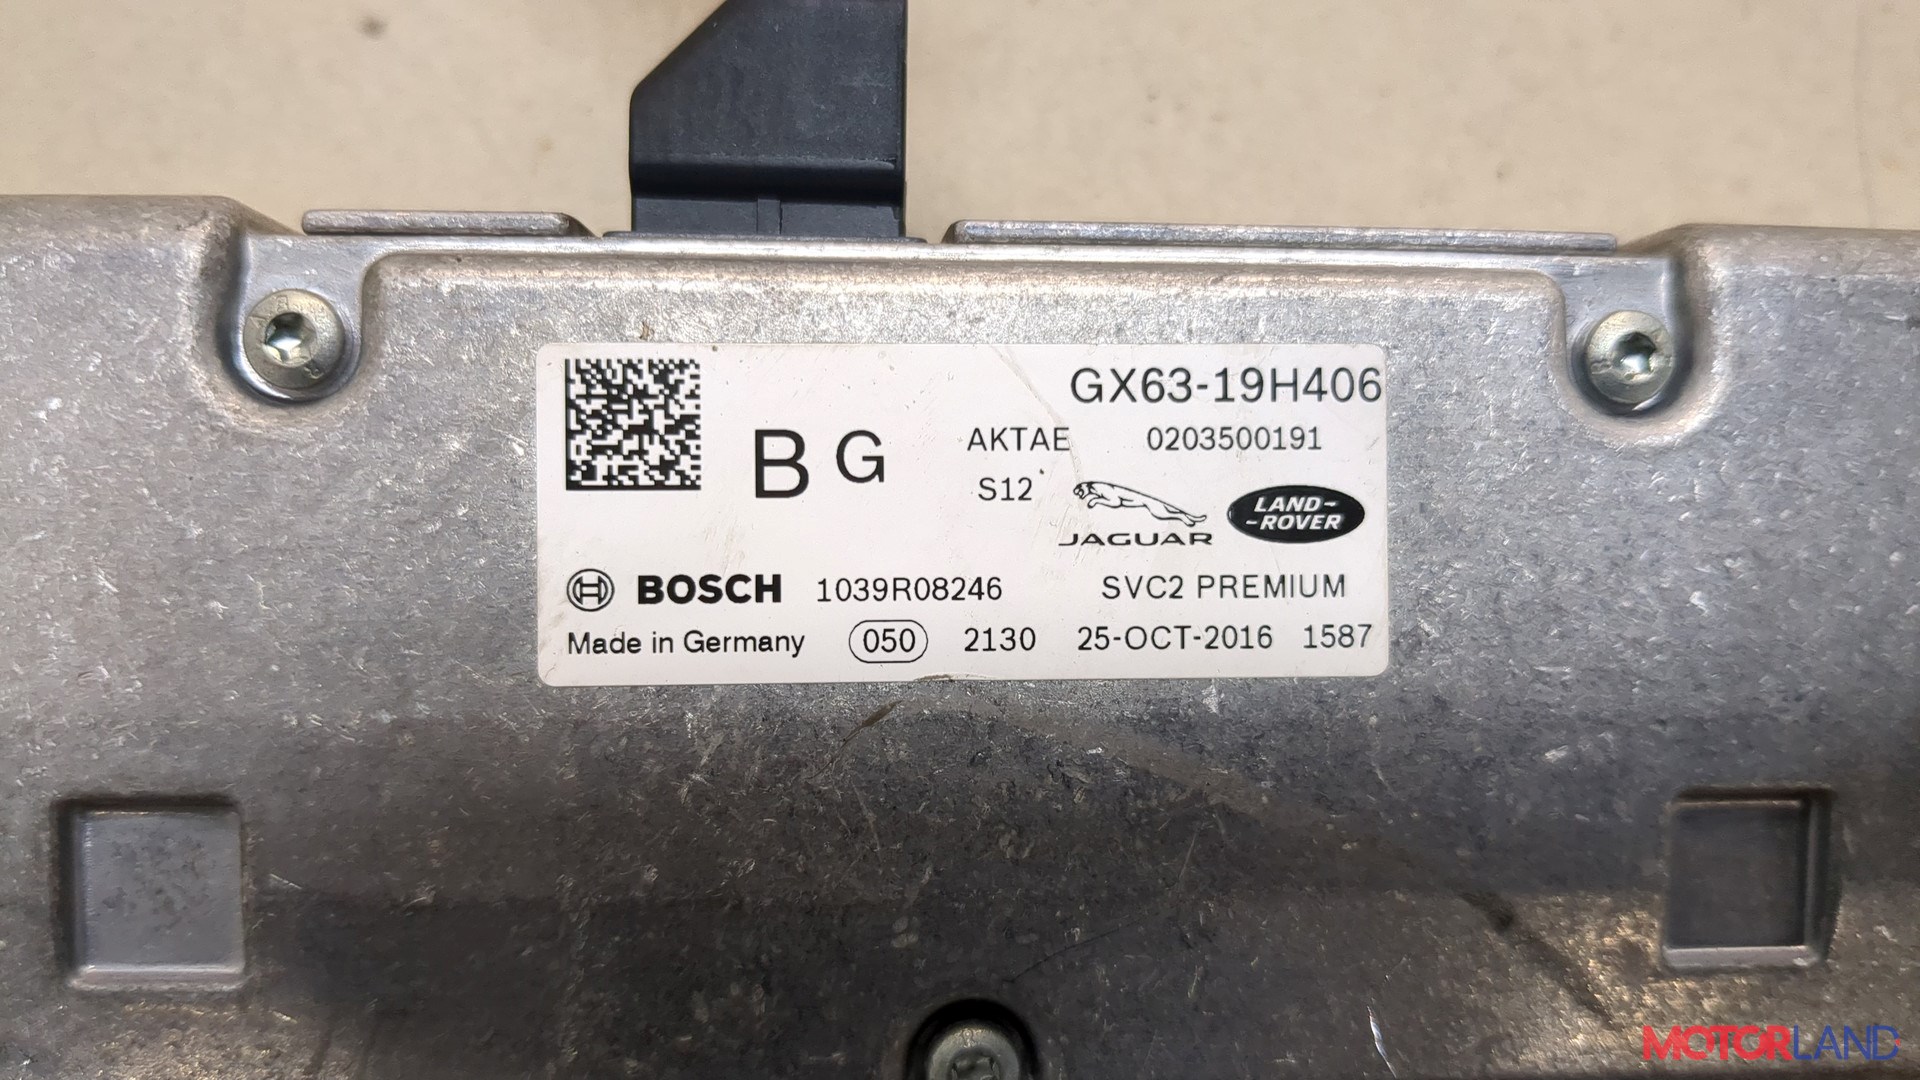 GX63-19H406
B G
AKTAE 0203500191
S12
JAGUAR
LAND-
-ROVER
BOSCH 1039R08246 SVC2 PREMIUM
Made in Germany 050 2130 25-OCT-2016 1587
MOTORLAND